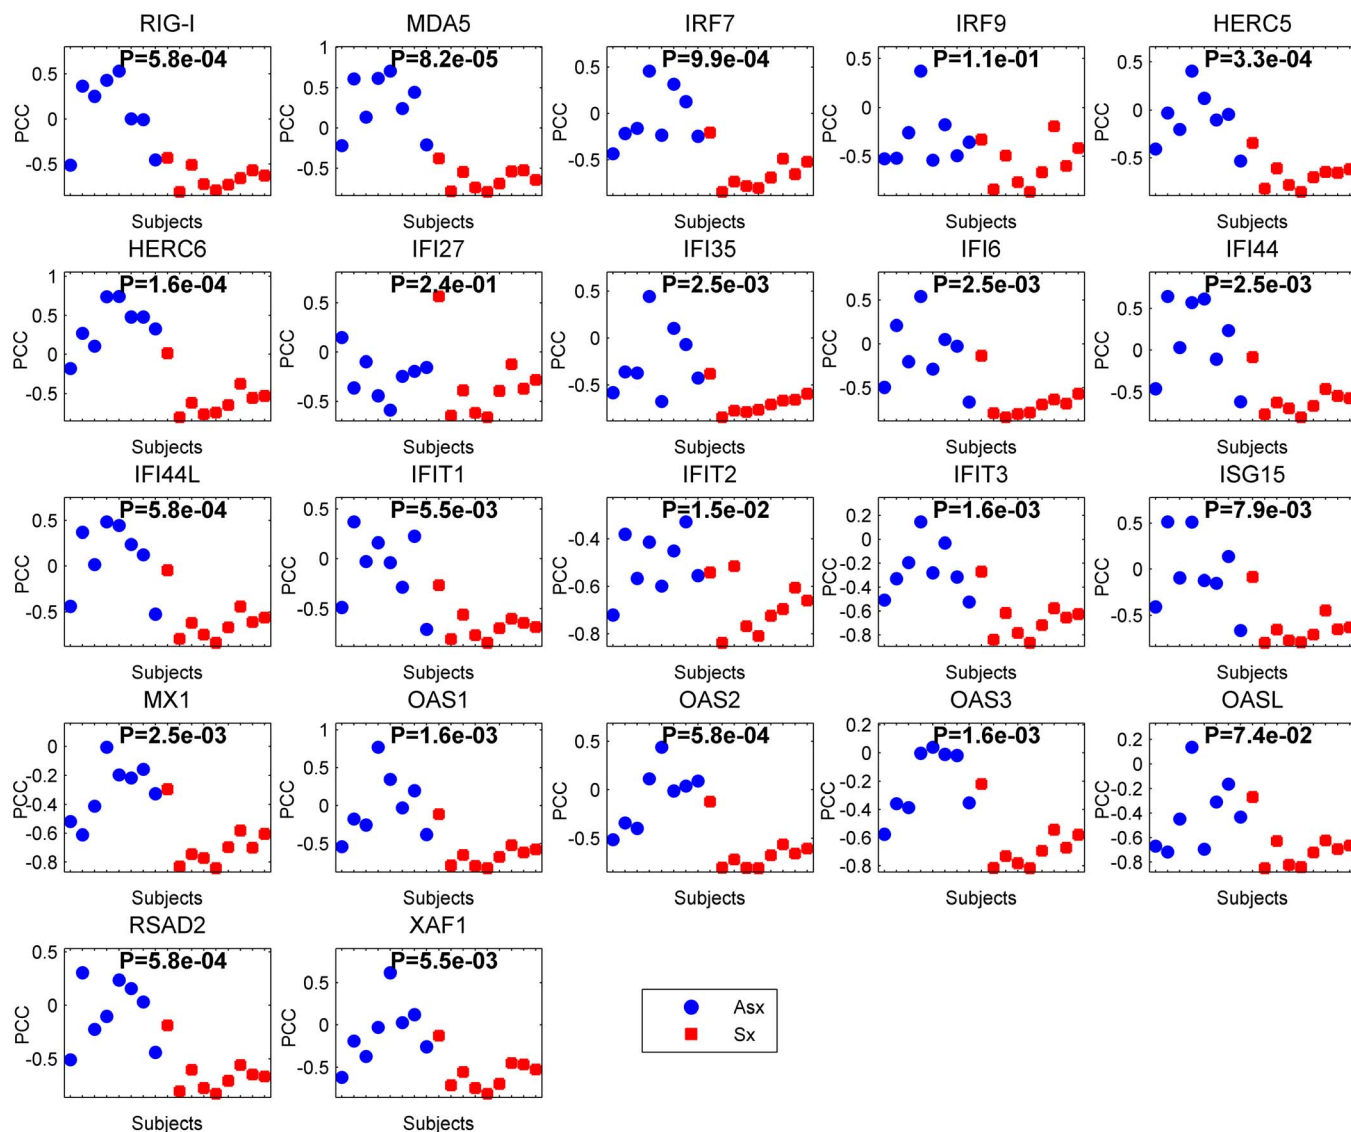 RIG-I MDA5 IRF7 IRF9 HERC5
P=5.8e-04 P=8.2e-05 P=9.9e-04 P=1.1e-01 P=3.3e-04
PCC 0.5 0 -0.5
PCC 1 0.5 0 -0.5
PCC 0.5 0 -0.5
PCC 0.5 0 -0.5
PCC 0.5 0 -0.5
Subjects Subjects Subjects Subjects Subjects
HERC6 IFI27 IFI35 IFI6 IFI44
P=1.6e-04 P=2.4e-01 P=2.5e-03 P=2.5e-03 P=2.5e-03
PCC 1 0.5 0 -0.5
PCC 0.5 0 -0.5
PCC 0.5 0 -0.5
PCC 0.5 0 -0.5
PCC 1 0.5 0 -0.5
Subjects Subjects Subjects Subjects Subjects
IFI44L IFIT1 IFIT2 IFIT3 ISG15
P=5.8e-04 P=5.5e-03 P=1.5e-02 P=1.6e-03 P=7.9e-03
PCC 0.5 0 -0.5
PCC 0.5 0 -0.5
PCC -0.4 -0.6 -0.8
PCC 0.2 0 -0.2 -0.4 -0.6 -0.8
PCC 0.5 0 -0.5
Subjects Subjects Subjects Subjects Subjects
MX1 OAS1 OAS2 OAS3 OASL
P=2.5e-03 P=1.6e-03 P=5.8e-04 P=1.6e-03 P=7.4e-02
PCC 0 -0.2 -0.4 -0.6 -0.8
PCC 1 0.5 0 -0.5
PCC 0.5 0 -0.5
PCC 0.2 0 -0.2 -0.4 -0.6 -0.8
PCC 0.2 0 -0.2 -0.4 -0.6 -0.8
Subjects Subjects Subjects Subjects Subjects
RSAD2 XAF1
P=5.8e-04 P=5.5e-03
PCC 0.5 0 -0.5
PCC 0.5 0 -0.5
Asx
Sx
Subjects Subjects